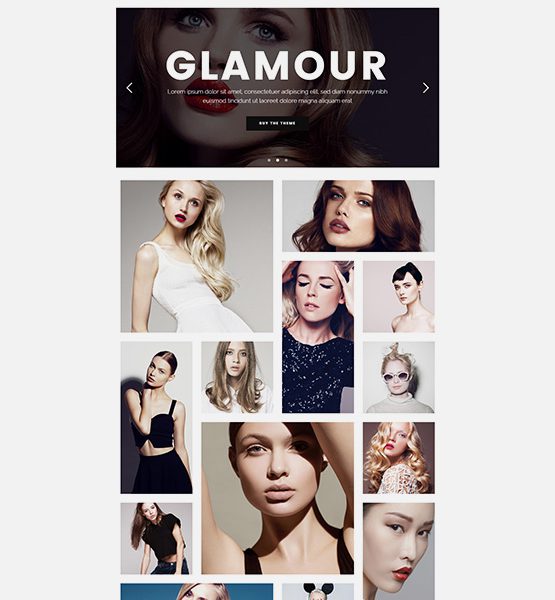 GLAMOUR
Lorem ipsum dolor sit amet, consectetuer adipiscing elit, sed diam nonummy nibh
euismod tincidunt ut laoreet dolore magna aliquam erat
BUY THE THEME